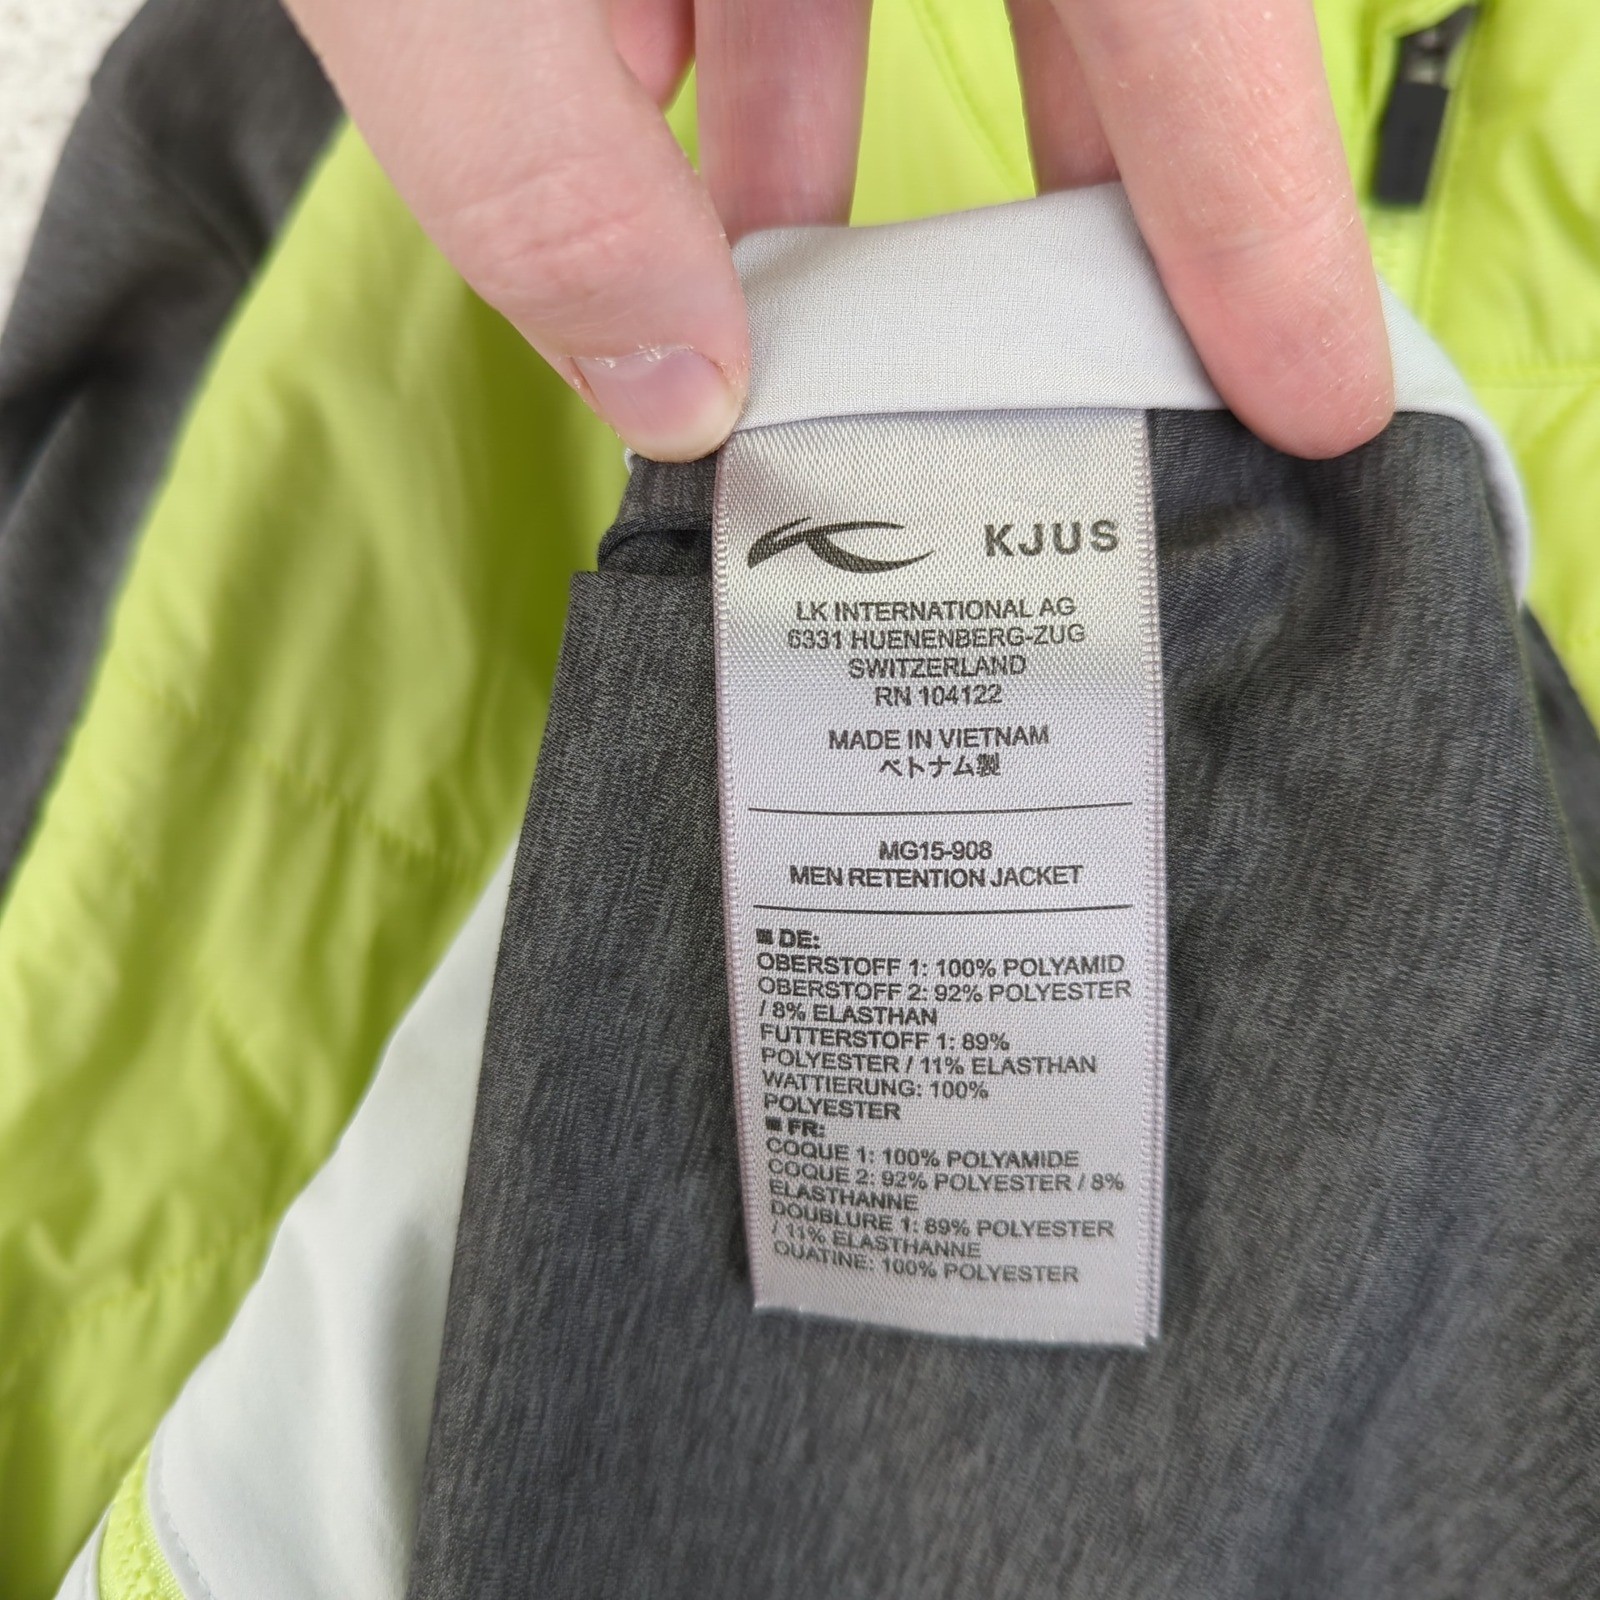 KJUS
LK INTERNATIONAL AG
6331 HUENENBERG-ZUG
SWITZERLAND
RN 104122
MADE IN VIETNAM
ベトナム製
MG15-908
MEN RETENTION JACKET
■ DE:
OBERSTOFF 1: 100% POLYAMID
OBERSTOFF 2: 92% POLYESTER
/ 8% ELASTHAN
FUTTERSTOFF 1: 89%
POLYESTER / 11% ELASTHAN
WATTIERUNG: 100%
POLYESTER
■ FR:
COQUE 1: 100% POLYAMIDE
COQUE 2: 92% POLYESTER / 8%
ELASTHANNE
DOUBLURE 1: 89% POLYESTER
/ 11% ELASTHANNE
OUATINE: 100% POLYESTER